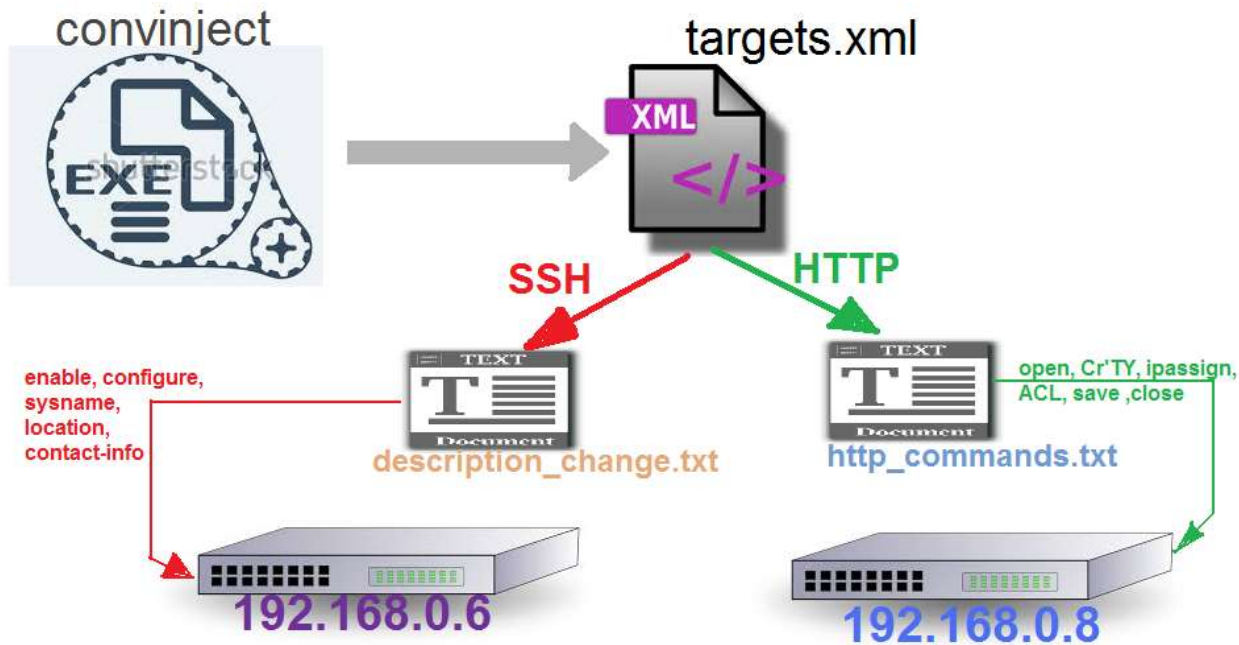 convinject
targets.xml
shutterstock
EXE
XML
</>
SSH
HTTP
TEXT
T
Document
description_change.txt
TEXT
T
Document
http_commands.txt
enable, configure,
sysname,
location,
contact-info
open, Cr'TY, ipassign,
ACL, save ,close
192.168.0.6
192.168.0.8